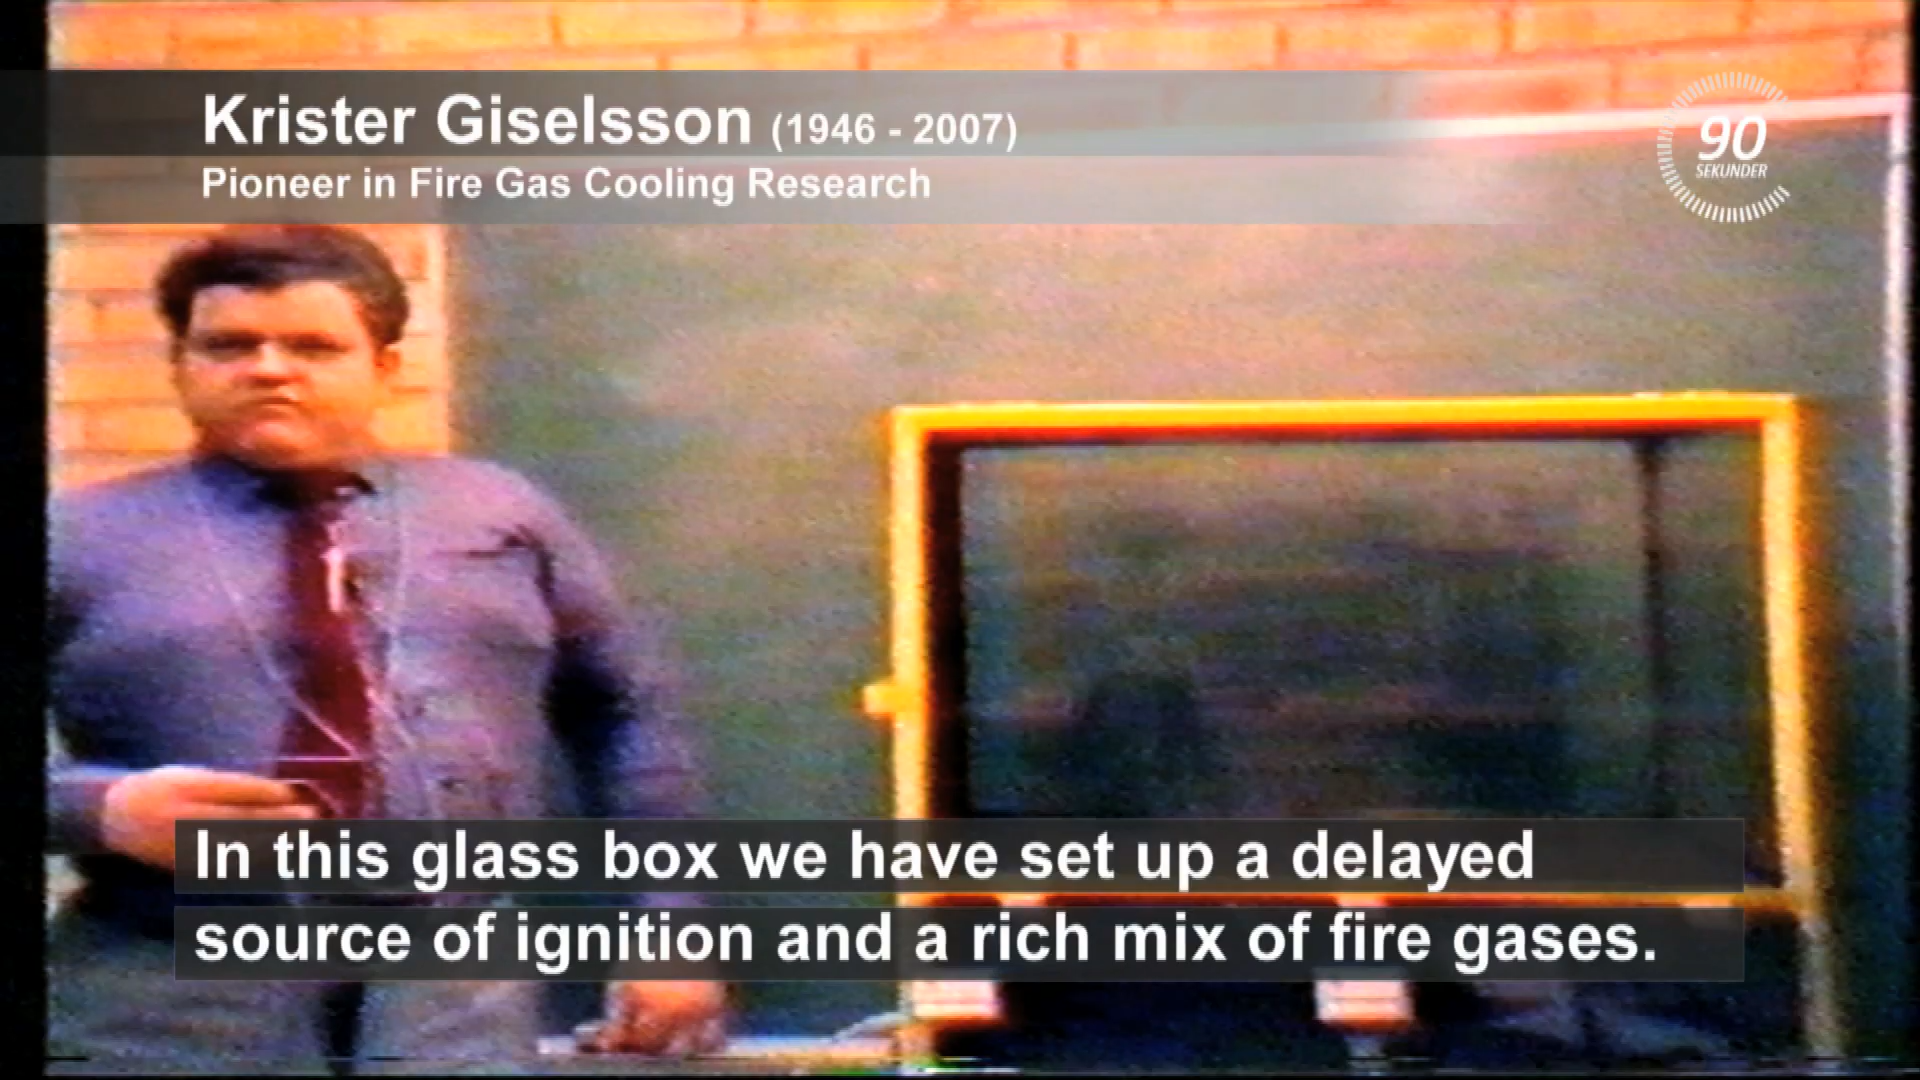 Krister Giselsson (1946 - 2007)
Pioneer in Fire Gas Cooling Research
90
SEKUNDER
In this glass box we have set up a delayed
source of ignition and a rich mix of fire gases.